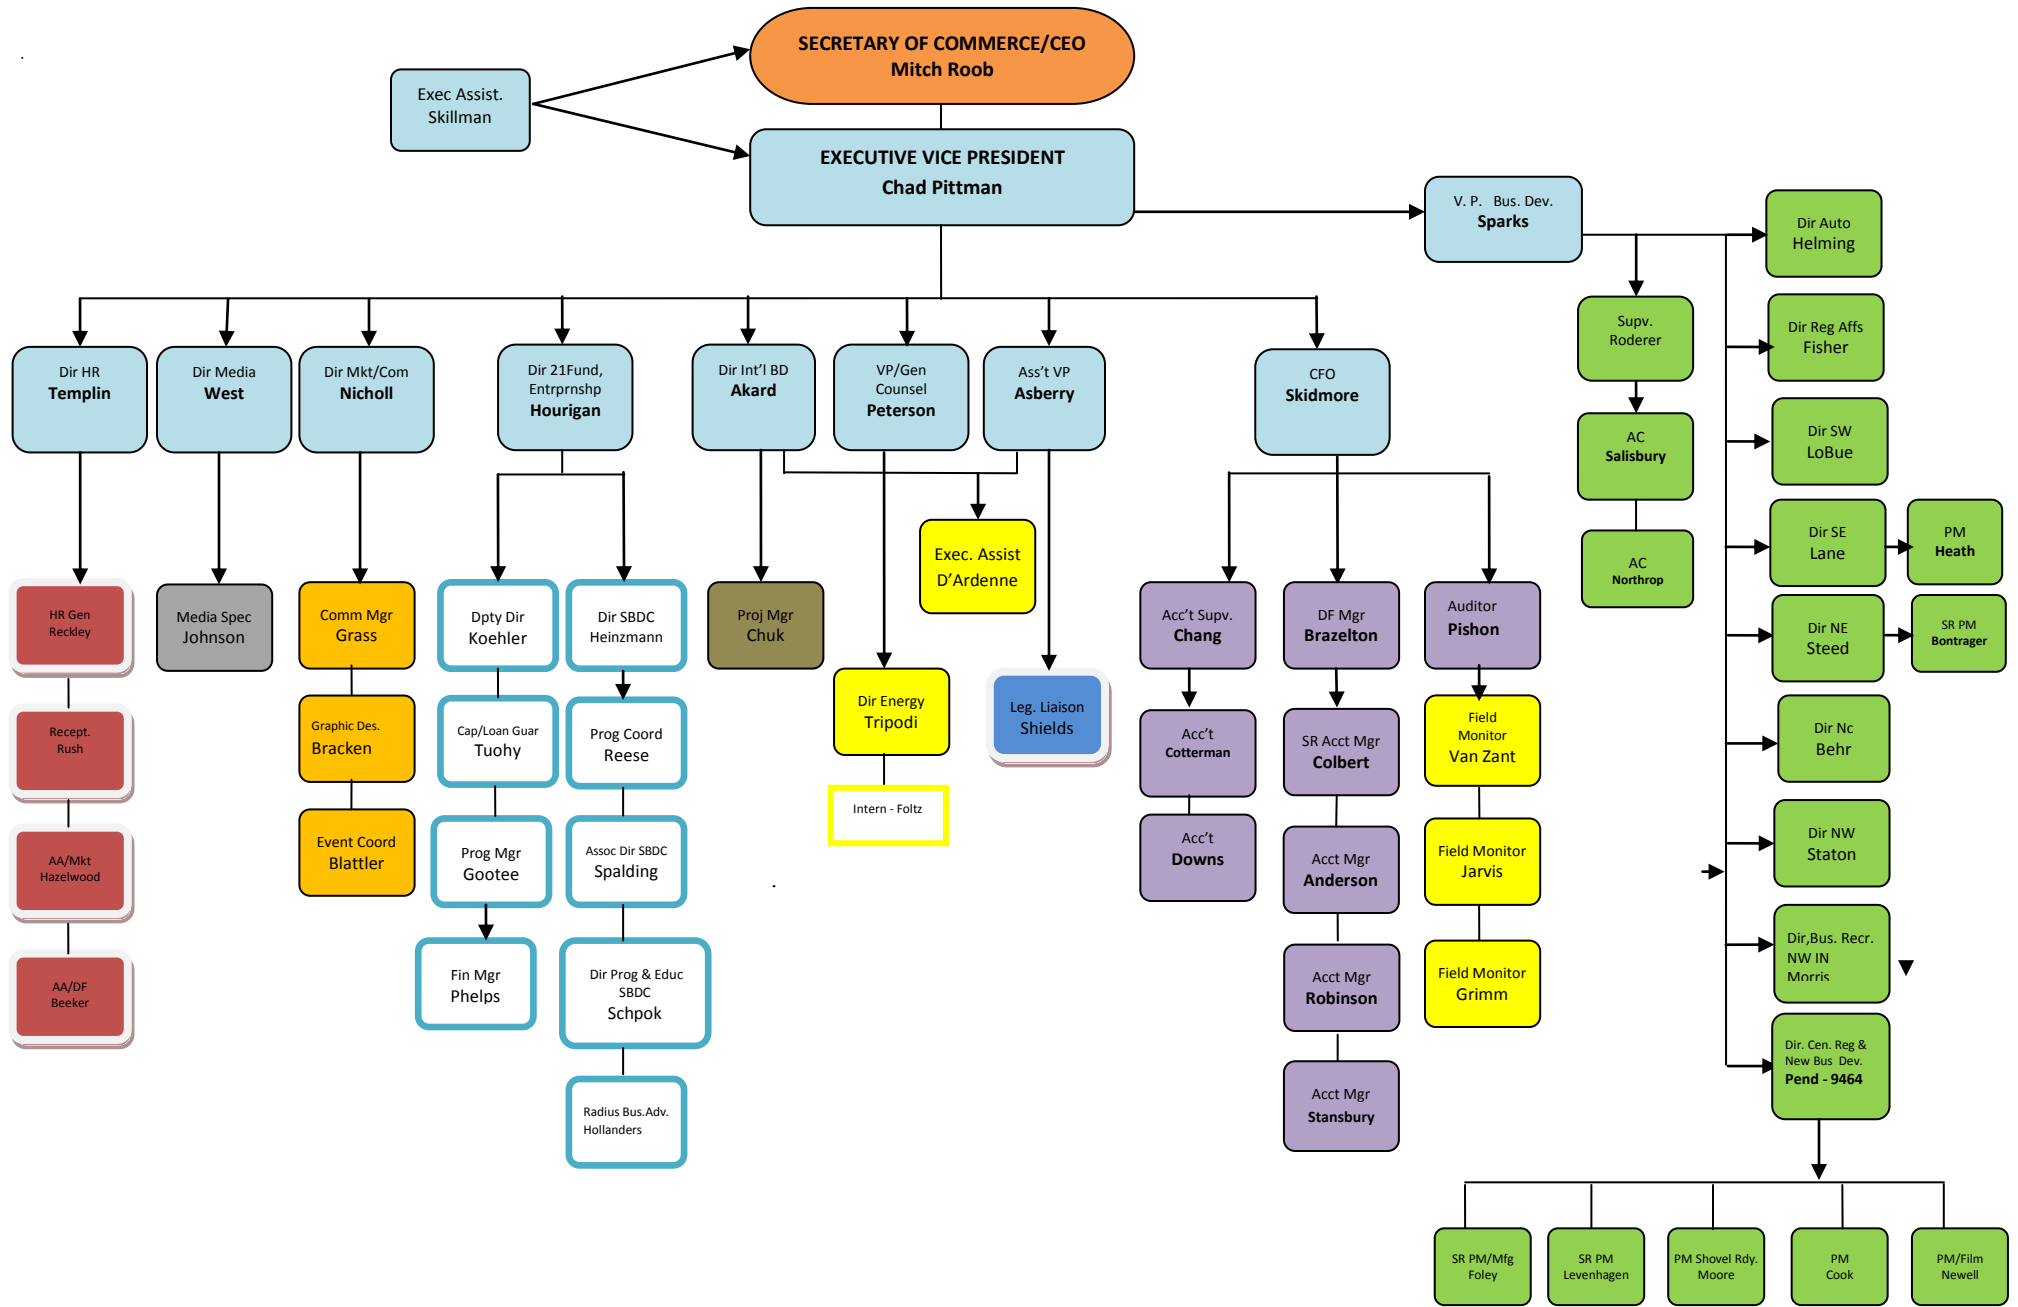 SECRETARY OF COMMERCE/CEO
Mitch Roob
Exec Assist.
Skillman
EXECUTIVE VICE PRESIDENT
Chad Pittman
V. P. Bus. Dev.
Sparks
Dir HR
Templin
Dir Media
West
Dir Mkt/Com
Nicholl
Dir 21Fund,
Entrprnshp
Hourigan
Dir Int'l BD
Akard
VP/Gen
Counsel
Peterson
Ass't VP
Asberry
CFO
Skidmore
HR Gen
Reckley
Recept.
Rush
AA/Mkt
Hazelwood
AA/DF
Beeker
Media Spec
Johnson
Comm Mgr
Grass
Graphic Des.
Bracken
Event Coord
Blattler
Dpty Dir
Koehler
Cap/Loan Guar
Tuohy
Prog Mgr
Gootee
Fin Mgr
Phelps
Dir SBDC
Heinzmann
Prog Coord
Reese
Assoc Dir SBDC
Spalding
Dir Prog & Educ
SBDC
Schpok
Radius Bus.Adv.
Hollanders
Proj Mgr
Chuk
Exec. Assist
D'Ardenne
Dir Energy
Tripodi
Intern - Foltz
Leg. Liaison
Shields
Acc't Supv.
Chang
Acc't
Cotterman
Acc't
Downs
DF Mgr
Brazelton
SR Acct Mgr
Colbert
Acct Mgr
Anderson
Acct Mgr
Robinson
Acct Mgr
Stansbury
Auditor
Pishon
Field
Monitor
Van Zant
Field Monitor
Jarvis
Field Monitor
Grimm
Supv.
Roderer
AC
Salisbury
AC
Northrop
Dir Auto
Helming
Dir Reg Affs
Fisher
Dir SW
LoBue
Dir SE
Lane
PM
Heath
Dir NE
Steed
SR PM
Bontrager
Dir Nc
Behr
Dir NW
Staton
Dir,Bus. Recr.
NW IN
Morris
Dir. Cen. Reg &
New Bus Dev.
Pend - 9464
SR PM/Mfg
Foley
SR PM
Levenhagen
PM Shovel Rdy.
Moore
PM
Cook
PM/Film
Newell